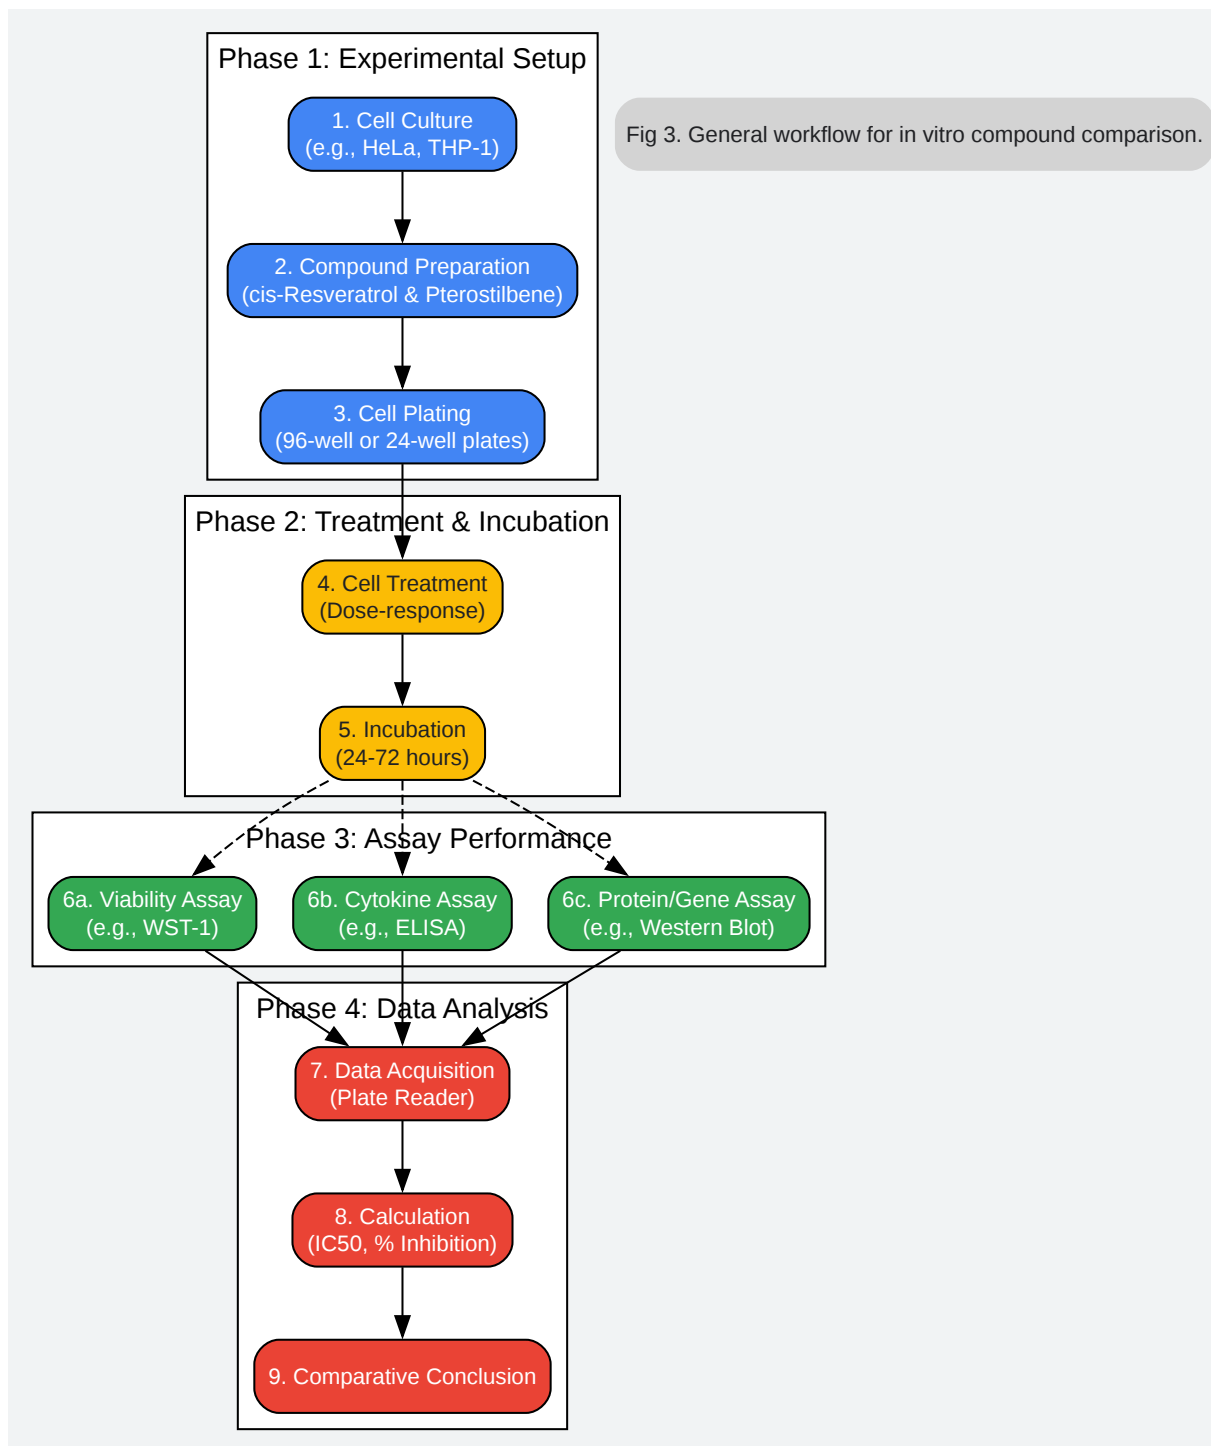 Phase 1: Experimental Setup
1. Cell Culture
(e.g., HeLa, THP-1)
Fig 3. General workflow for in vitro compound comparison.
2. Compound Preparation
(cis-Resveratrol & Pterostilbene)
3. Cell Plating
(96-well or 24-well plates)
Phase 2: Treatment & Incubation
4. Cell Treatment
(Dose-response)
5. Incubation
(24-72 hours)
Phase 3: Assay Performance
6a. Viability Assay
(e.g., WST-1)
6b. Cytokine Assay
(e.g., ELISA)
6c. Protein/Gene Assay
(e.g., Western Blot)
Phase 4: Data Analysis
7. Data Acquisition
(Plate Reader)
8. Calculation
(IC50, % Inhibition)
9. Comparative Conclusion